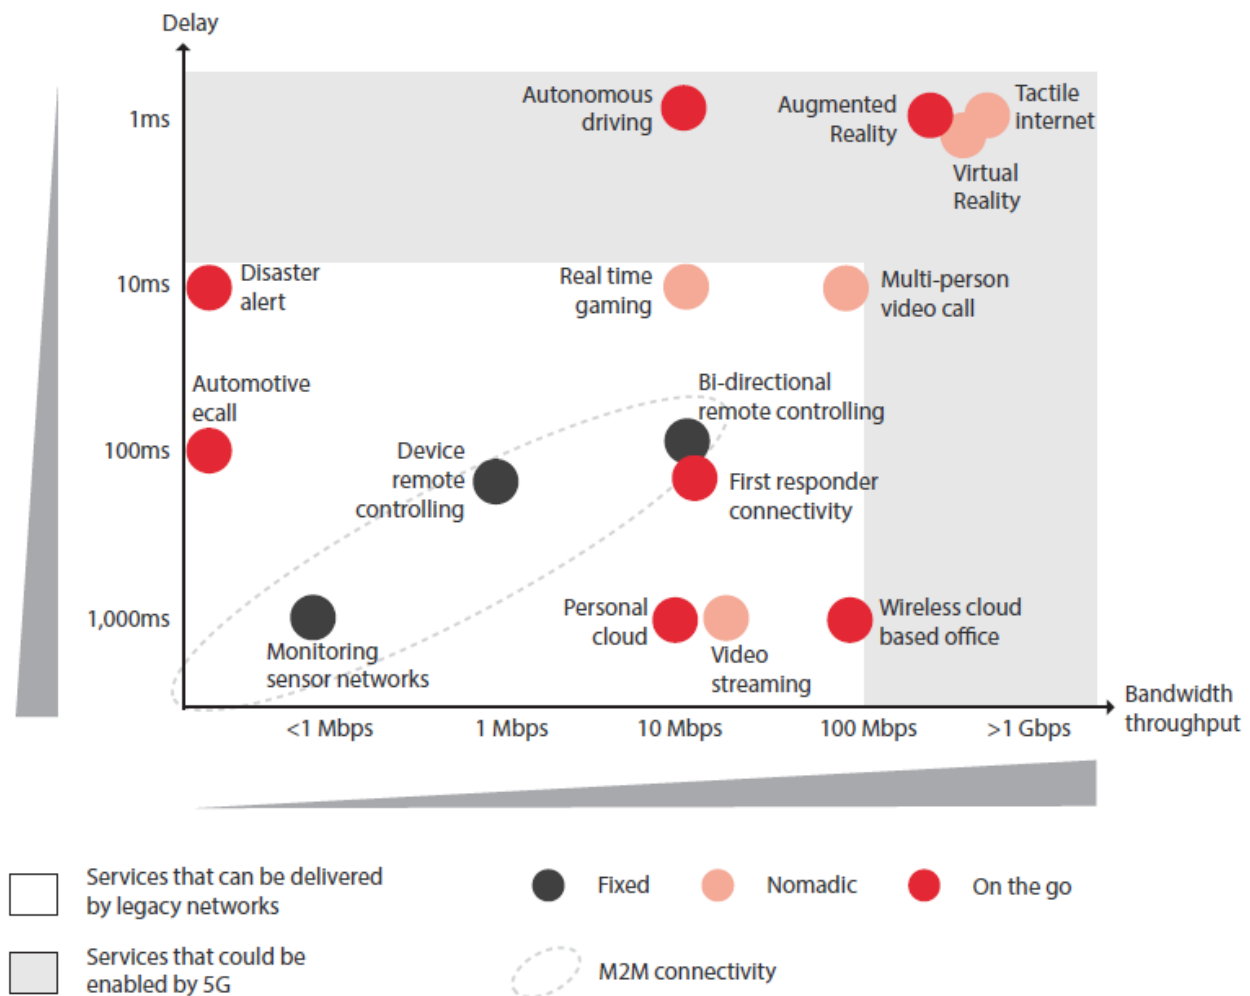 Delay
1ms
10ms
100ms
1,000ms
Autonomous
driving
Augmented
Reality
Tactile
internet
Virtual
Reality
Disaster
alert
Real time
gaming
Multi-person
video call
Automotive
ecall
Bi-directional
remote controlling
Device
remote
controlling
First responder
connectivity
Monitoring
sensor networks
Personal
cloud
Video
streaming
Wireless cloud
based office
<1 Mbps
1 Mbps
10 Mbps
100 Mbps
>1 Gbps
Bandwidth
throughput
Services that can be delivered
by legacy networks
Services that could be
enabled by 5G
Fixed
Nomadic
On the go
M2M connectivity